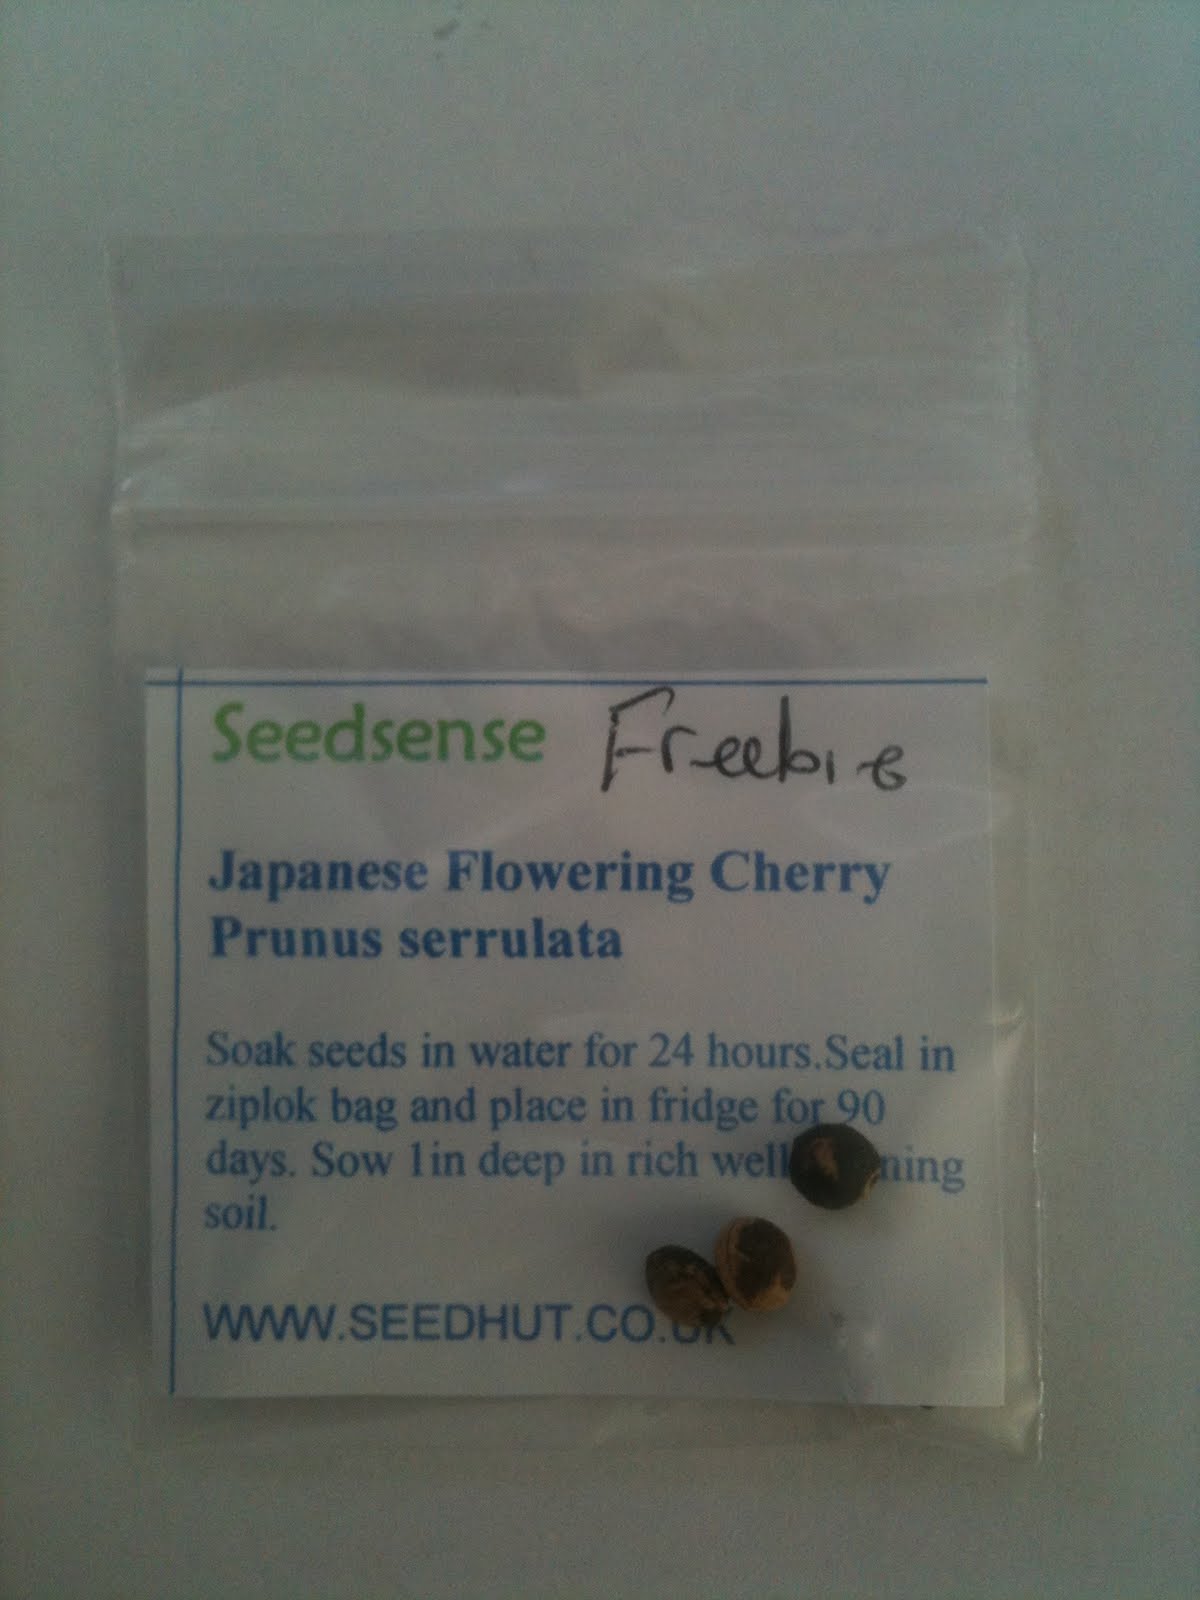 Seedsense Freebie
Japanese Flowering Cherry
Prunus serrulata
Soak seeds in water for 24 hours.Seal in
ziplok bag and place in fridge for 90
days. Sow 1in deep in rich well
soil.
WWW.SEEDHUT.CO.UK